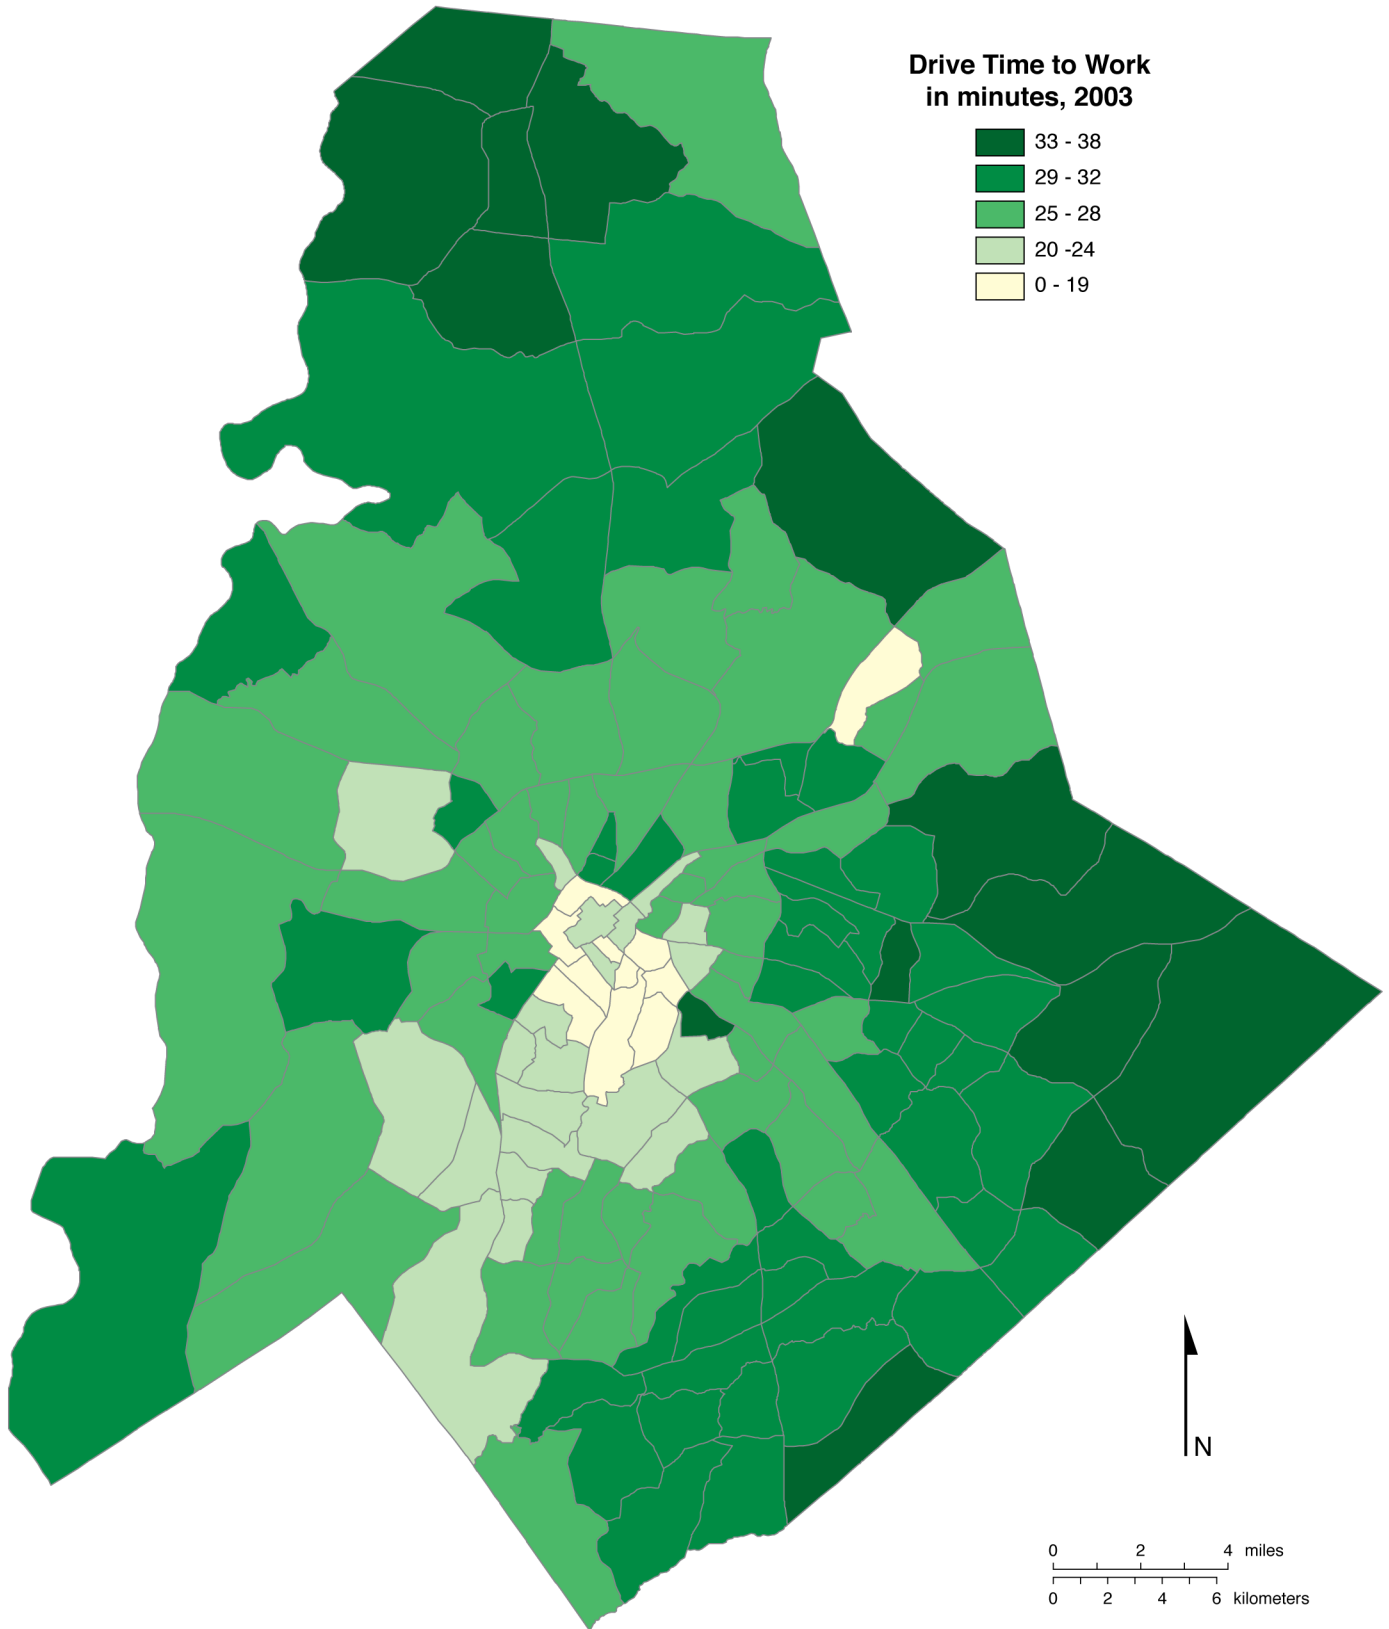 Drive Time to Work
in minutes, 2003
33 - 38
29 - 32
25 - 28
20 -24
0 - 19
N
0 2 4 miles
0 2 4 6 kilometers